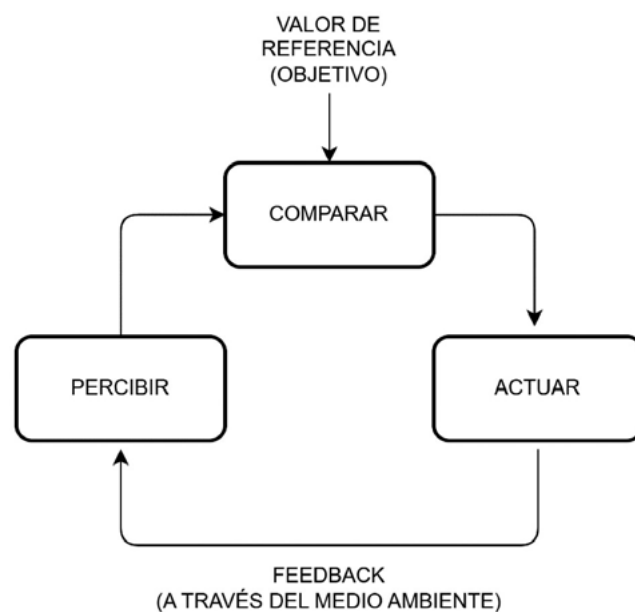 VALOR DE
REFERENCIA
(OBJETIVO)
COMPARAR
PERCIBIR
ACTUAR
FEEDBACK
(A TRAVÉS DEL MEDIO AMBIENTE)